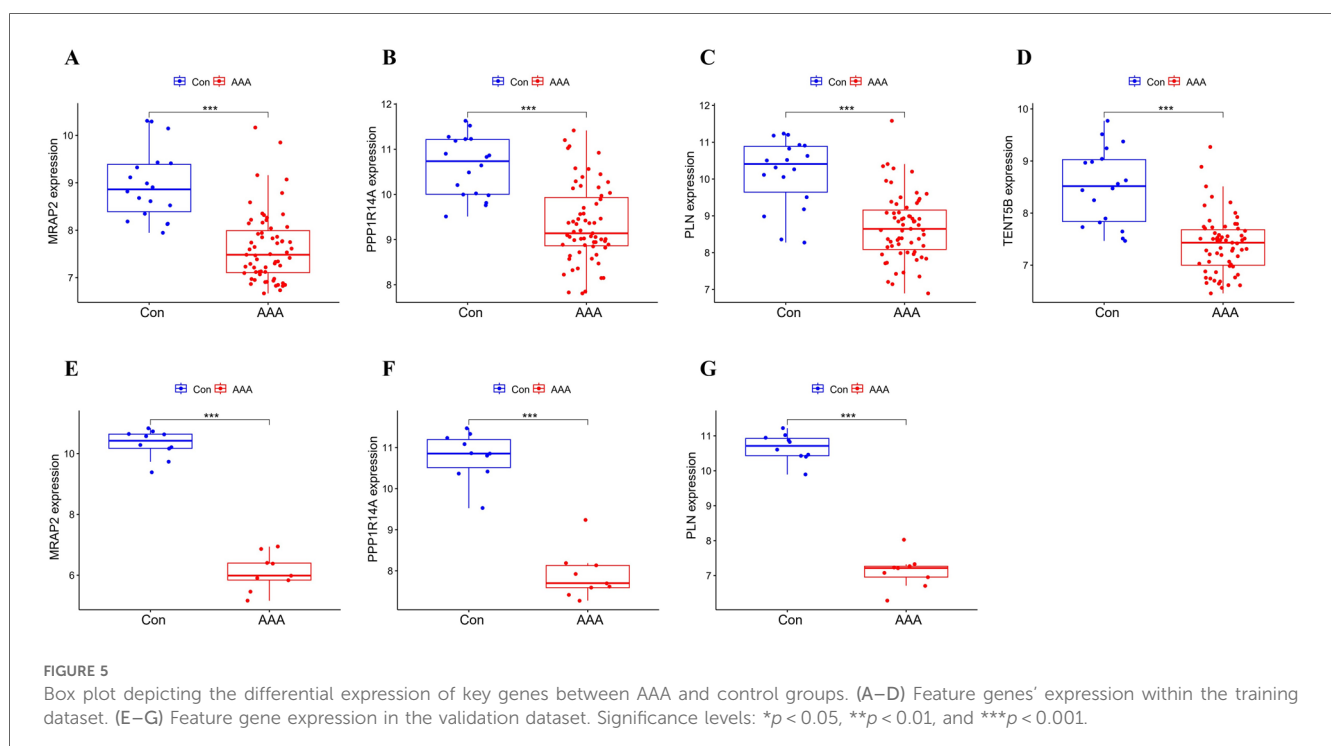 A
Con AAA
***
MRAP2 expression
10
9
8
7
Con AAA
B
Con AAA
***
PPP1R14A expression
11
10
9
8
Con AAA
C
Con AAA
***
PLN expression
12
11
10
9
8
7
Con AAA
D
Con AAA
***
TENT5B expression
10
9
8
7
Con AAA
E
Con AAA
***
MRAP2 expression
10
8
6
Con AAA
F
Con AAA
***
PPP1R14A expression
11
10
9
8
Con AAA
G
Con AAA
***
PLN expression
11
10
9
8
7
6
Con AAA
FIGURE 5
Box plot depicting the differential expression of key genes between AAA and control groups. (A–D) Feature genes' expression within the training
dataset. (E–G) Feature gene expression in the validation dataset. Significance levels: *p < 0.05, **p < 0.01, and ***p < 0.001.